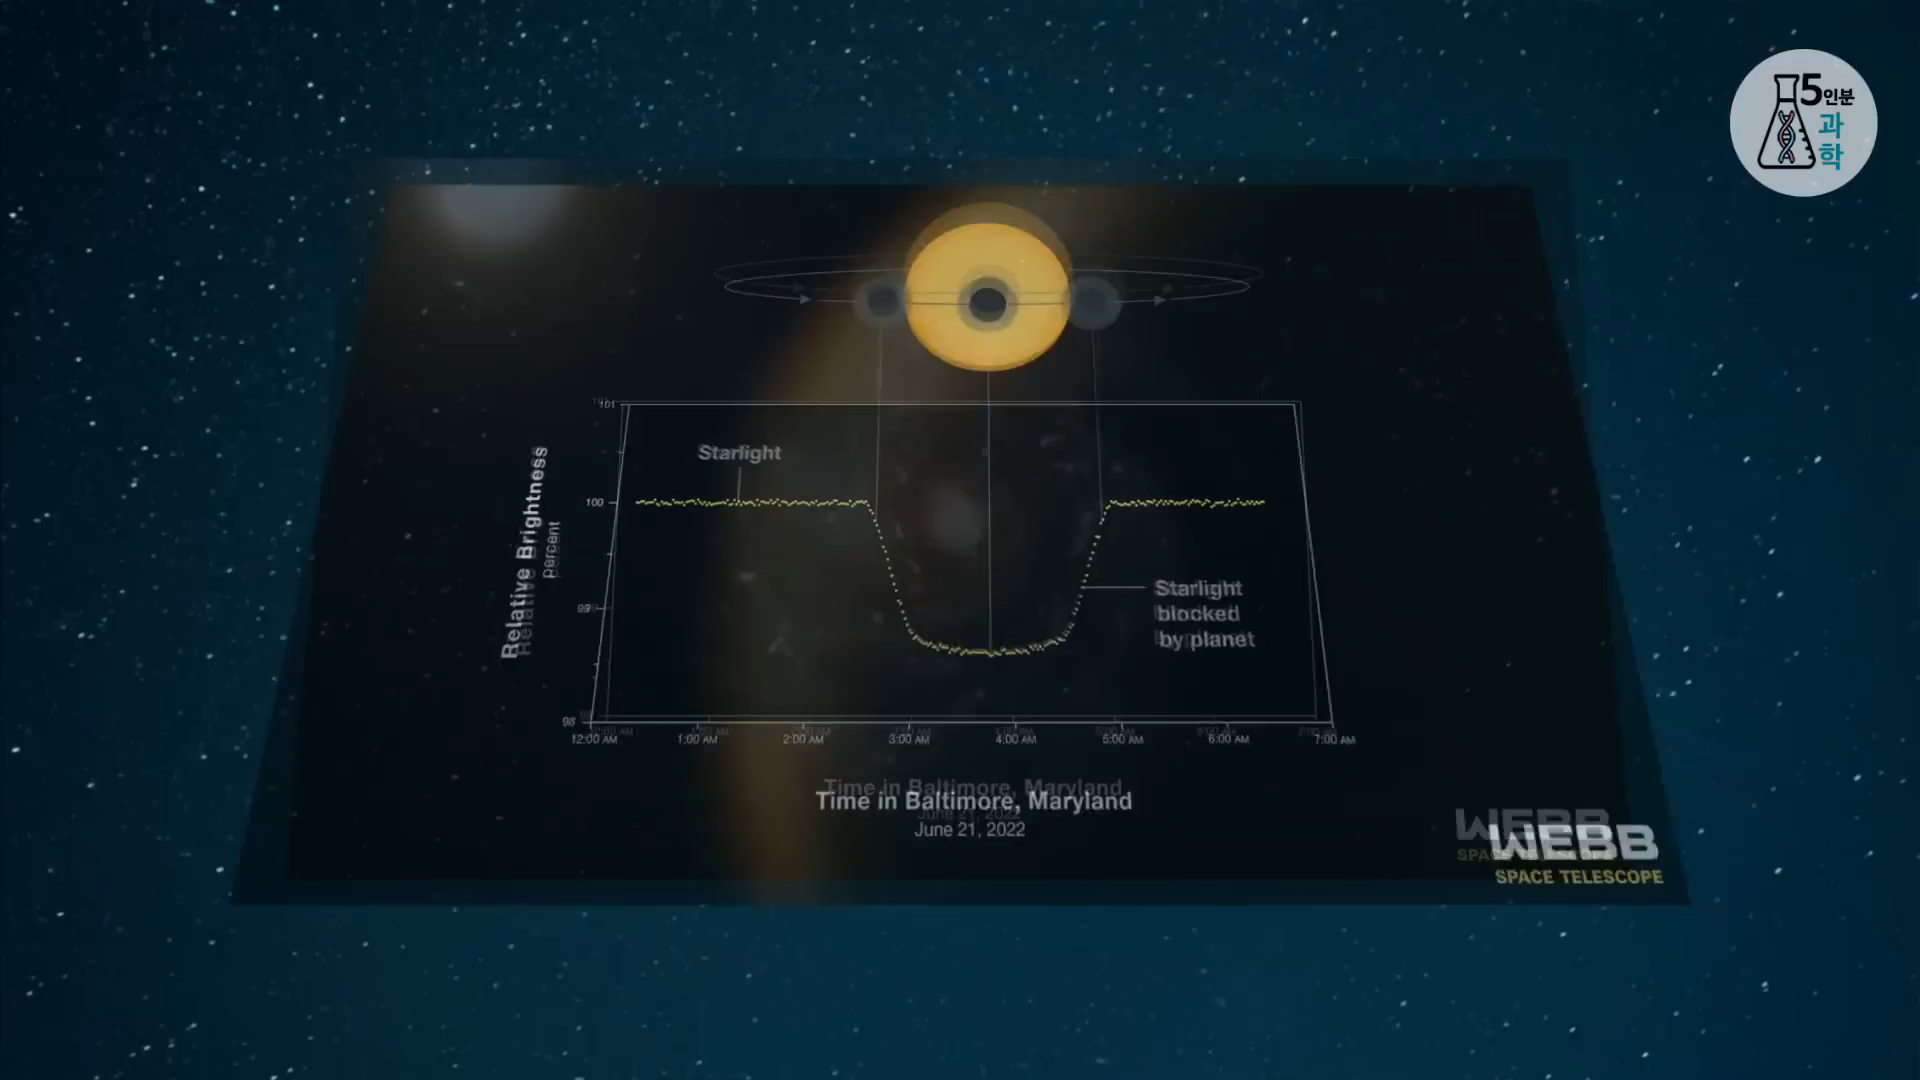 5인분
과
학
101
Starlight
100
Relative Brightness
percent
Starlight
blocked
by planet
99
98
12:00 AM
1:00 AM
2:00 AM
3:00 AM
4:00 AM
5:00 AM
6:00 AM
7:00 AM
Time in Baltimore, Maryland
June 21, 2022
WEBB
SPACE TELESCOPE